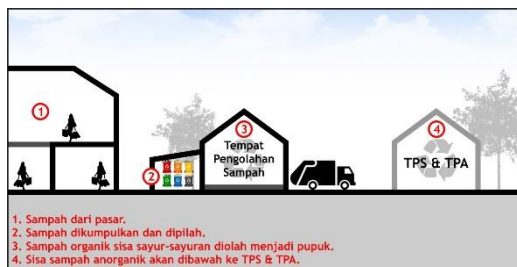 1
2
3
Tempat
Pengolahan
Sampah
4
TPS & TPA
1. Sampah dari pasar.
2. Sampah dikumpulkan dan dipilah.
3. Sampah organik sisa sayur-sayuran diolah menjadi pupuk.
4. Sisa sampah anorganik akan dibawah ke TPS & TPA.